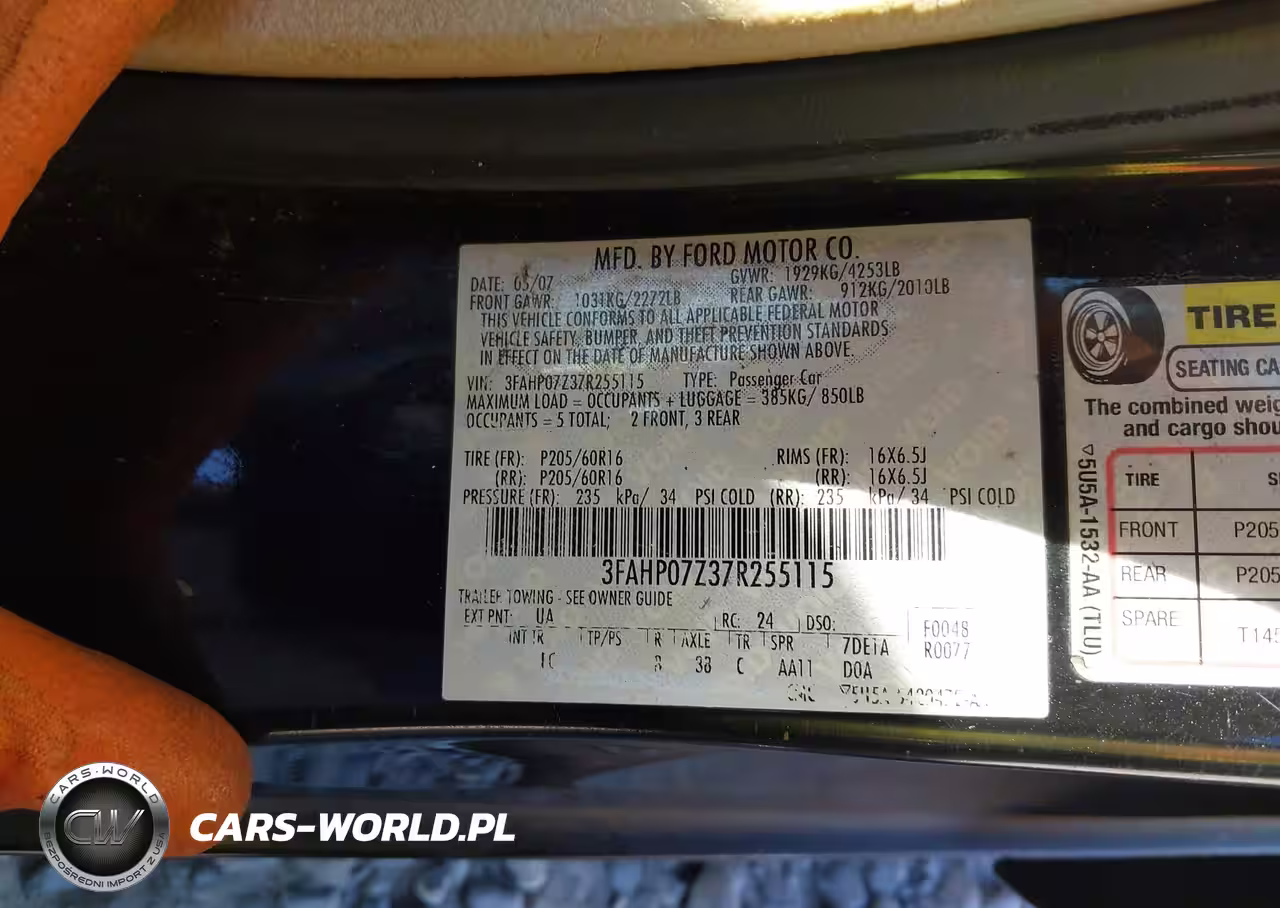 MFD. BY FORD MOTOR CO.
DATE: 05/07 GVWR: 1929KG/4253LB
FRONT GAWR: 1031KG/2272LB REAR GAWR: 912KG/2010LB
THIS VEHICLE CONFORMS TO ALL APPLICABLE FEDERAL MOTOR
VEHICLE SAFETY, BUMPER, AND THEFT PREVENTION STANDARDS
IN EFFECT ON THE DATE OF MANUFACTURE SHOWN ABOVE.
VIN: 3FAHP07Z37R255115 TYPE: Passenger Car
MAXIMUM LOAD = OCCUPANTS + LUGGAGE = 385KG/ 850LB
OCCUPANTS = 5 TOTAL; 2 FRONT, 3 REAR
TIRE (FR): P205/60R16 RIMS (FR): 16X6.5J
(RR): P205/60R16 (RR): 16X6.5J
PRESSURE (FR): 235 kPa/ 34 PSI COLD (RR): 235 kPa/ 34 PSI COLD
3FAHP07Z37R255115
TRAILER TOWING - SEE OWNER GUIDE
EXT PNT: UA RC: 24 DSO:
INT TR TP/PS R AXLE TR SPR 7DE1A
38 C AA11 D0A
F0048
R0077
TIRE
SEATING CA
The combined weig
and cargo shou
TIRE S
FRONT P205
REAR P205
SPARE T145
▽5U5A-1532-AA (TLU)
CARS-WORLD
CW
BEZPOŚREDNI IMPORT Z USA
CARS-WORLD.PL